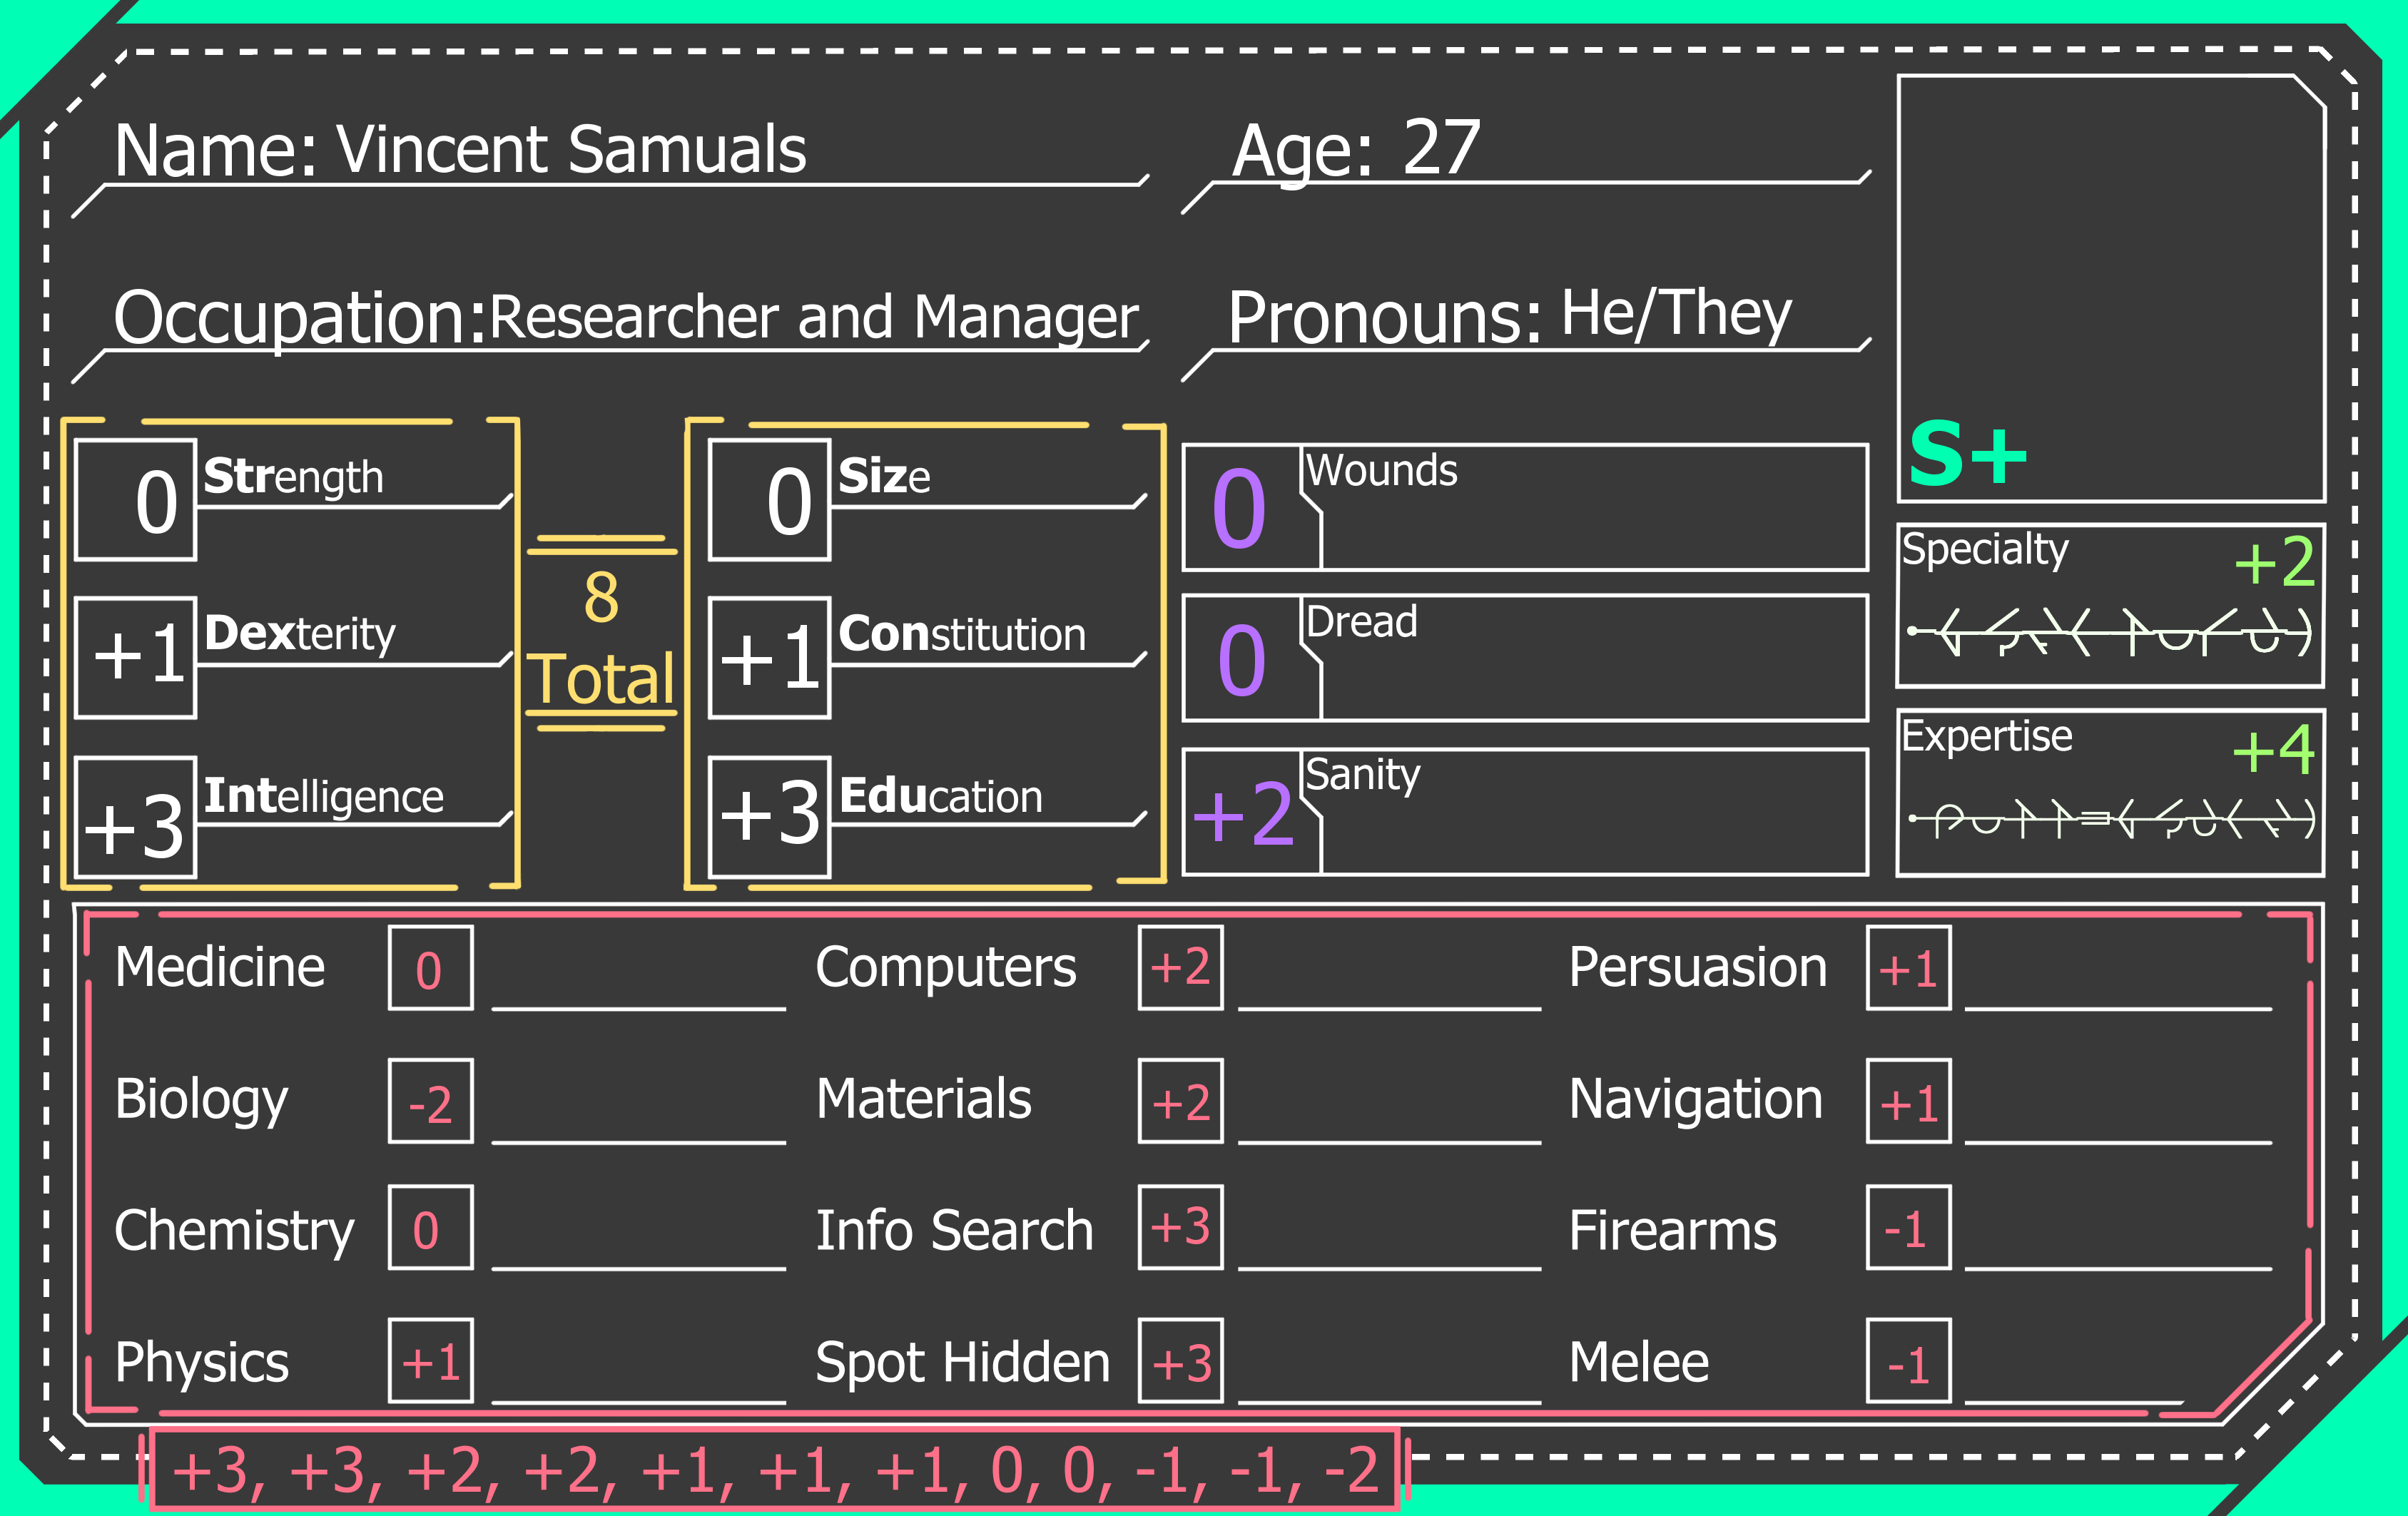 Name: Vincent Samuals
Age: 27
Occupation: Researcher and Manager
Pronouns: He/They
S+
0 Strength
+1 Dexterity
+3 Intelligence
8
Total
0 Size
+1 Constitution
+3 Education
0 Wounds
0 Dread
+2 Sanity
Specialty +2
Expertise +4
Medicine 0
Computers +2
Persuasion +1
Biology -2
Materials +2
Navigation +1
Chemistry 0
Info Search +3
Firearms -1
Physics +1
Spot Hidden +3
Melee -1
+3, +3, +2, +2, +1, +1, +1, 0, 0, -1, -1, -2